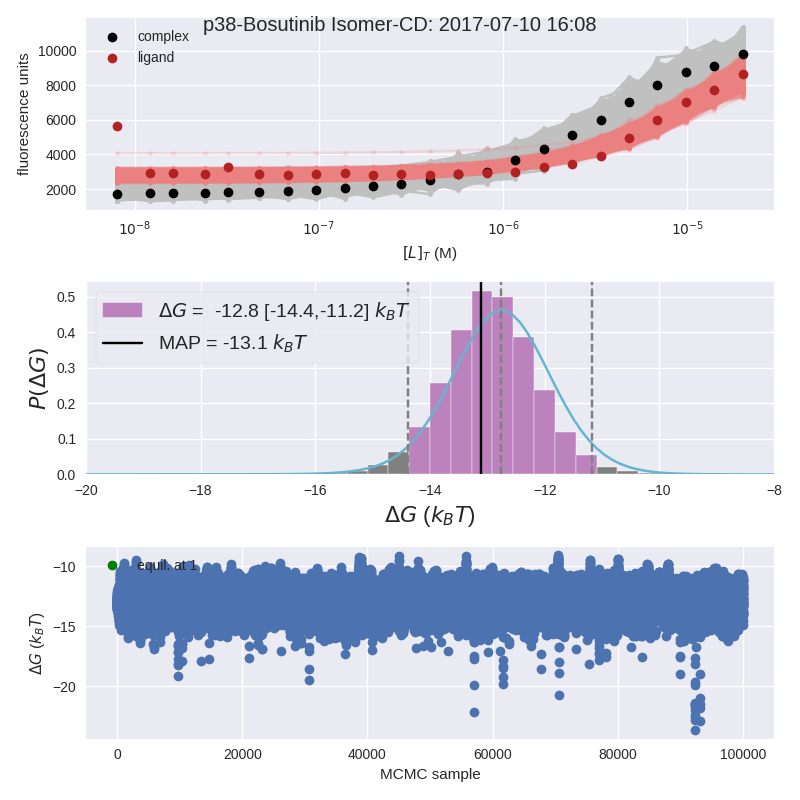 p38-Bosutinib Isomer-CD: 2017-07-10 16:08
complex
ligand
fluorescence units
10000
8000
6000
4000
2000
10⁻⁸ 10⁻⁷ 10⁻⁶ 10⁻⁵
[L]_T (M)
ΔG = -12.8 [-14.4,-11.2] k_BT
MAP = -13.1 k_BT
P(ΔG)
0.5
0.4
0.3
0.2
0.1
0.0
−20 −18 −16 −14 −12 −10 −8
ΔG (k_BT)
equil. at 1
ΔG (k_BT)
−10
−15
−20
0 20000 40000 60000 80000 100000
MCMC sample